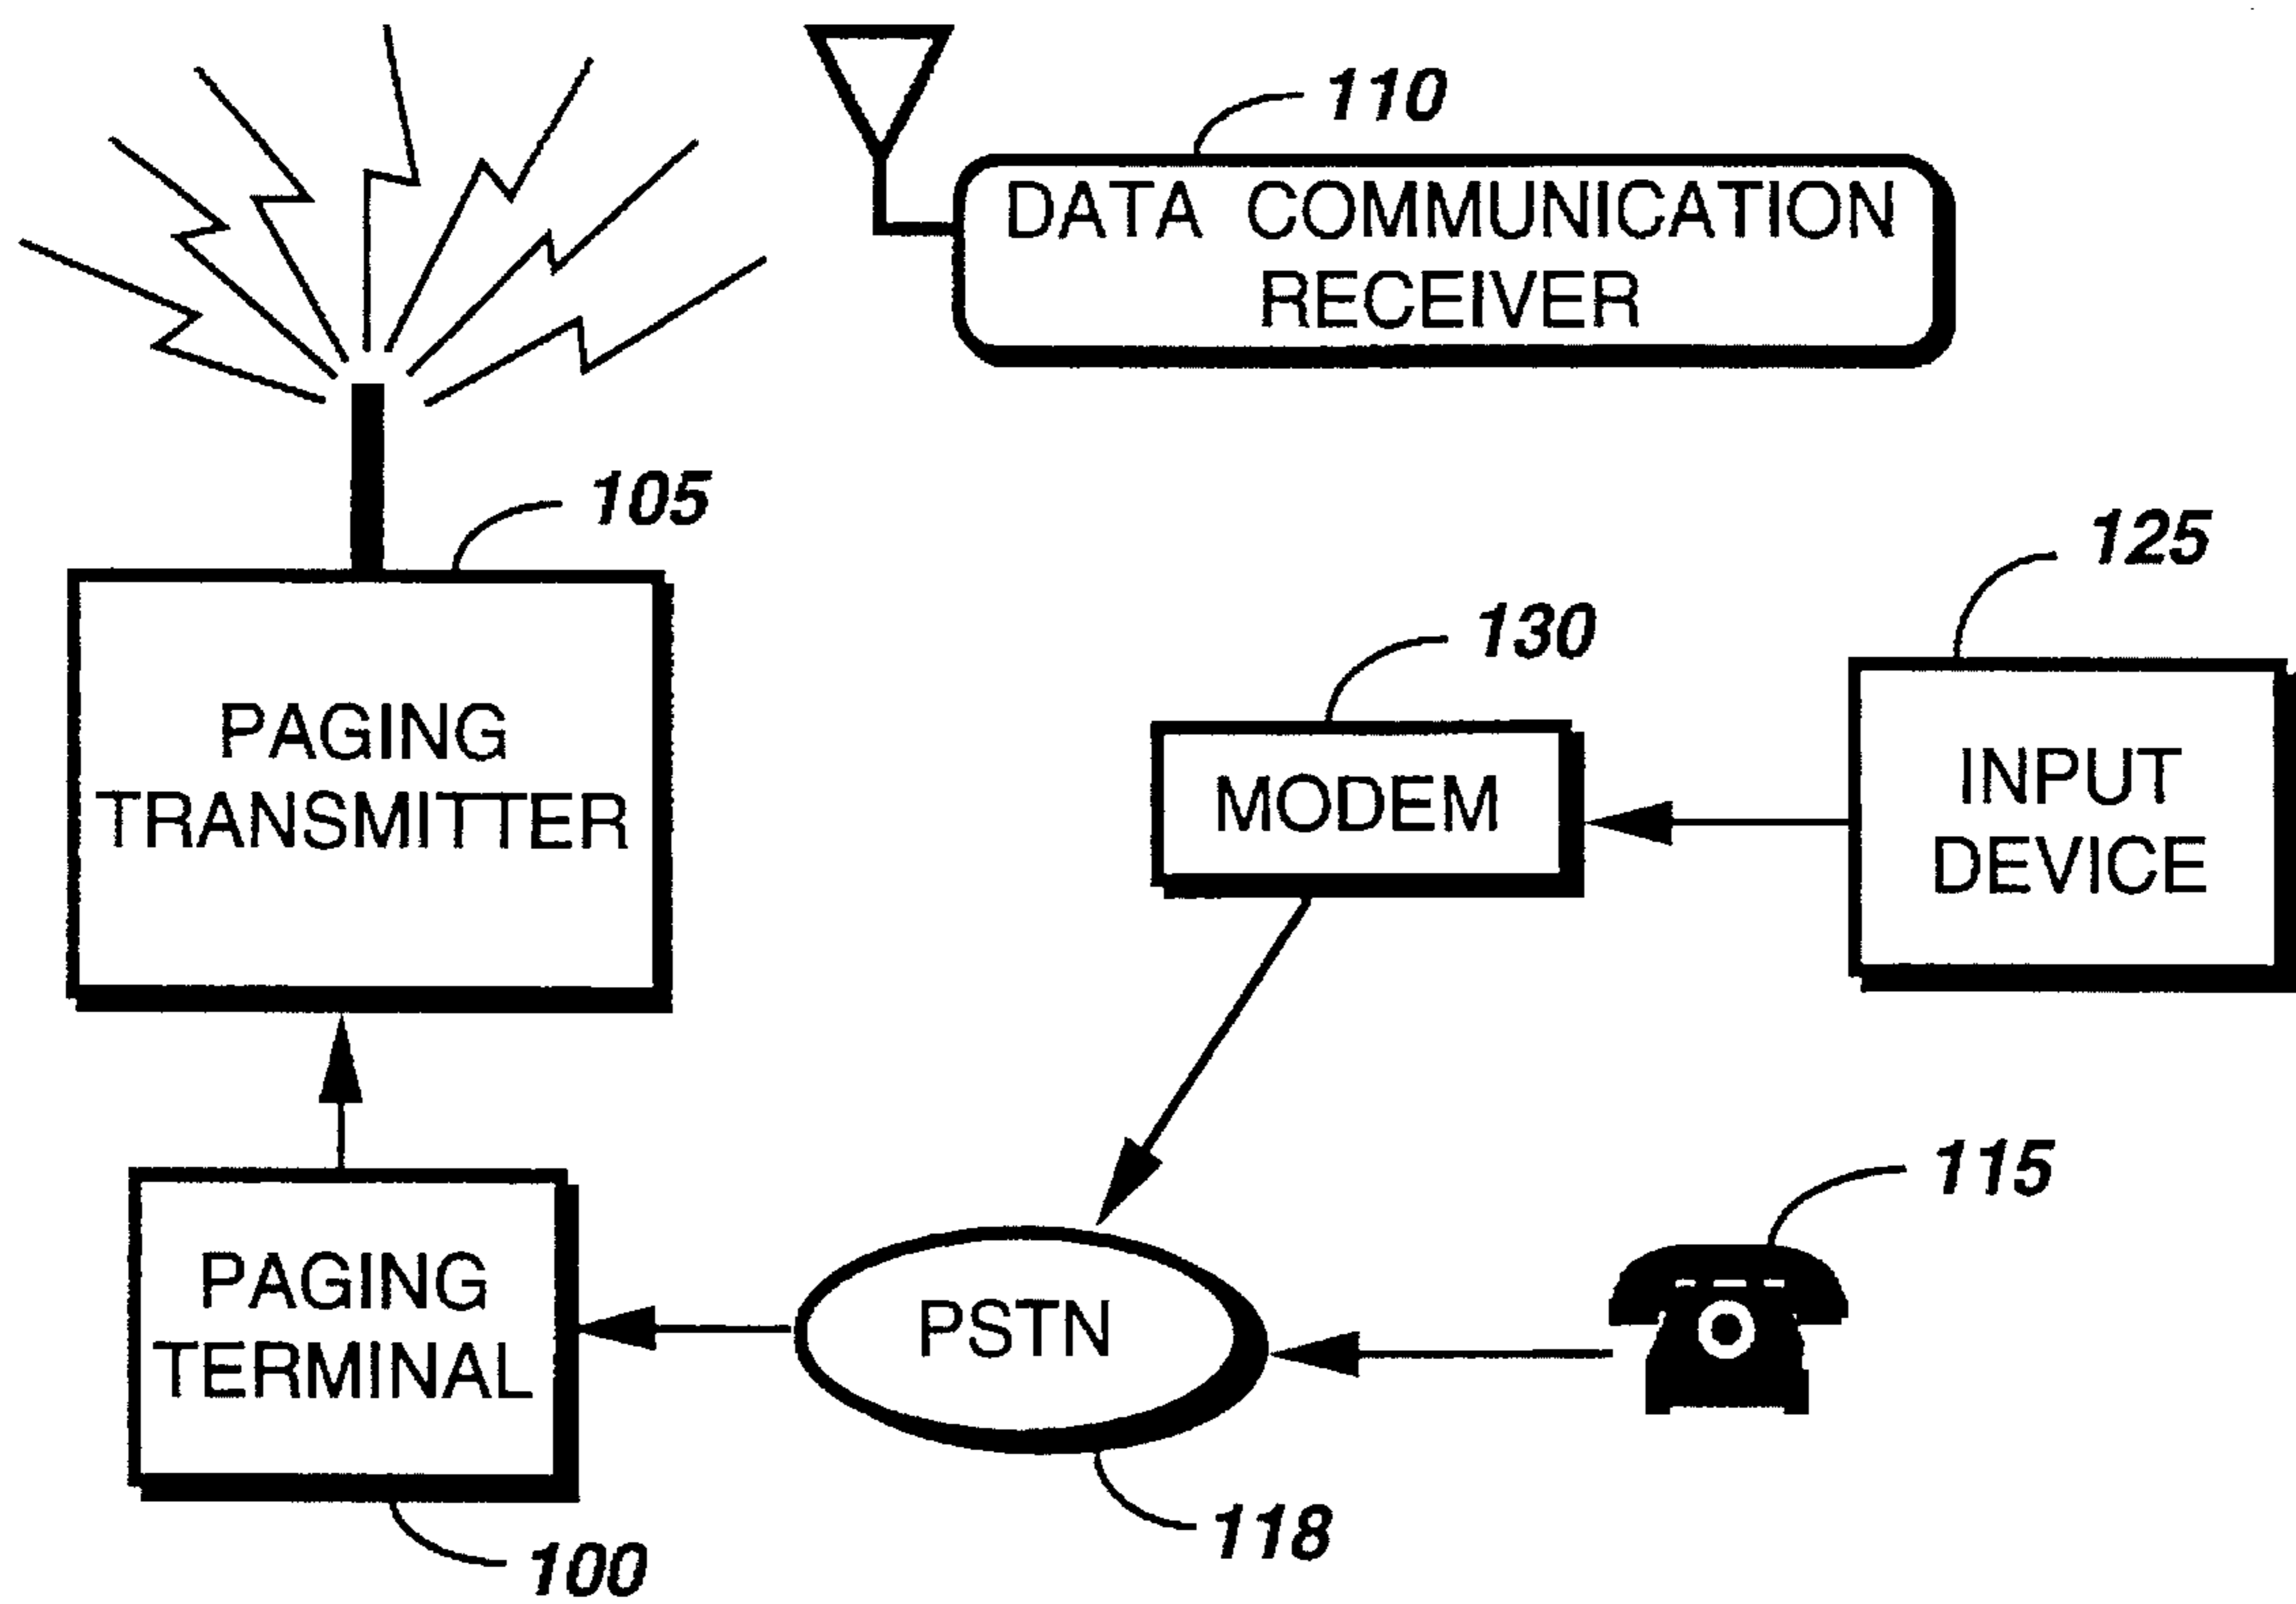 110
DATA COMMUNICATION
RECEIVER
105
125
130
PAGING
TRANSMITTER
MODEM
INPUT
DEVICE
115
PAGING
TERMINAL
PSTN
118
100